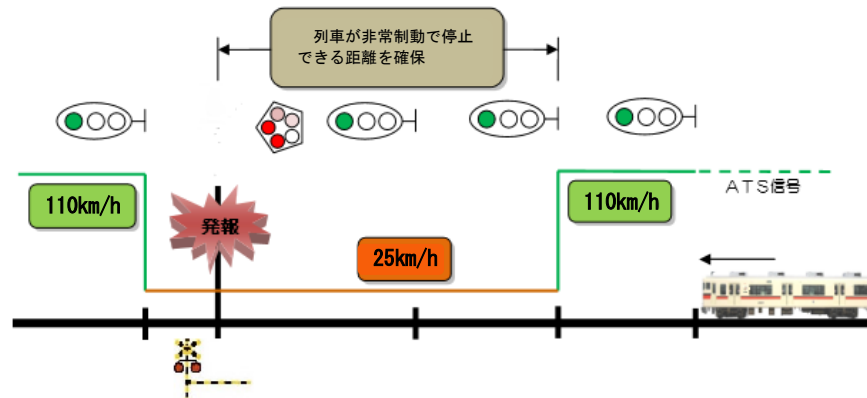 列車が非常制動で停止
できる距離を確保
110km/h
発報
25km/h
110km/h
ATS信号